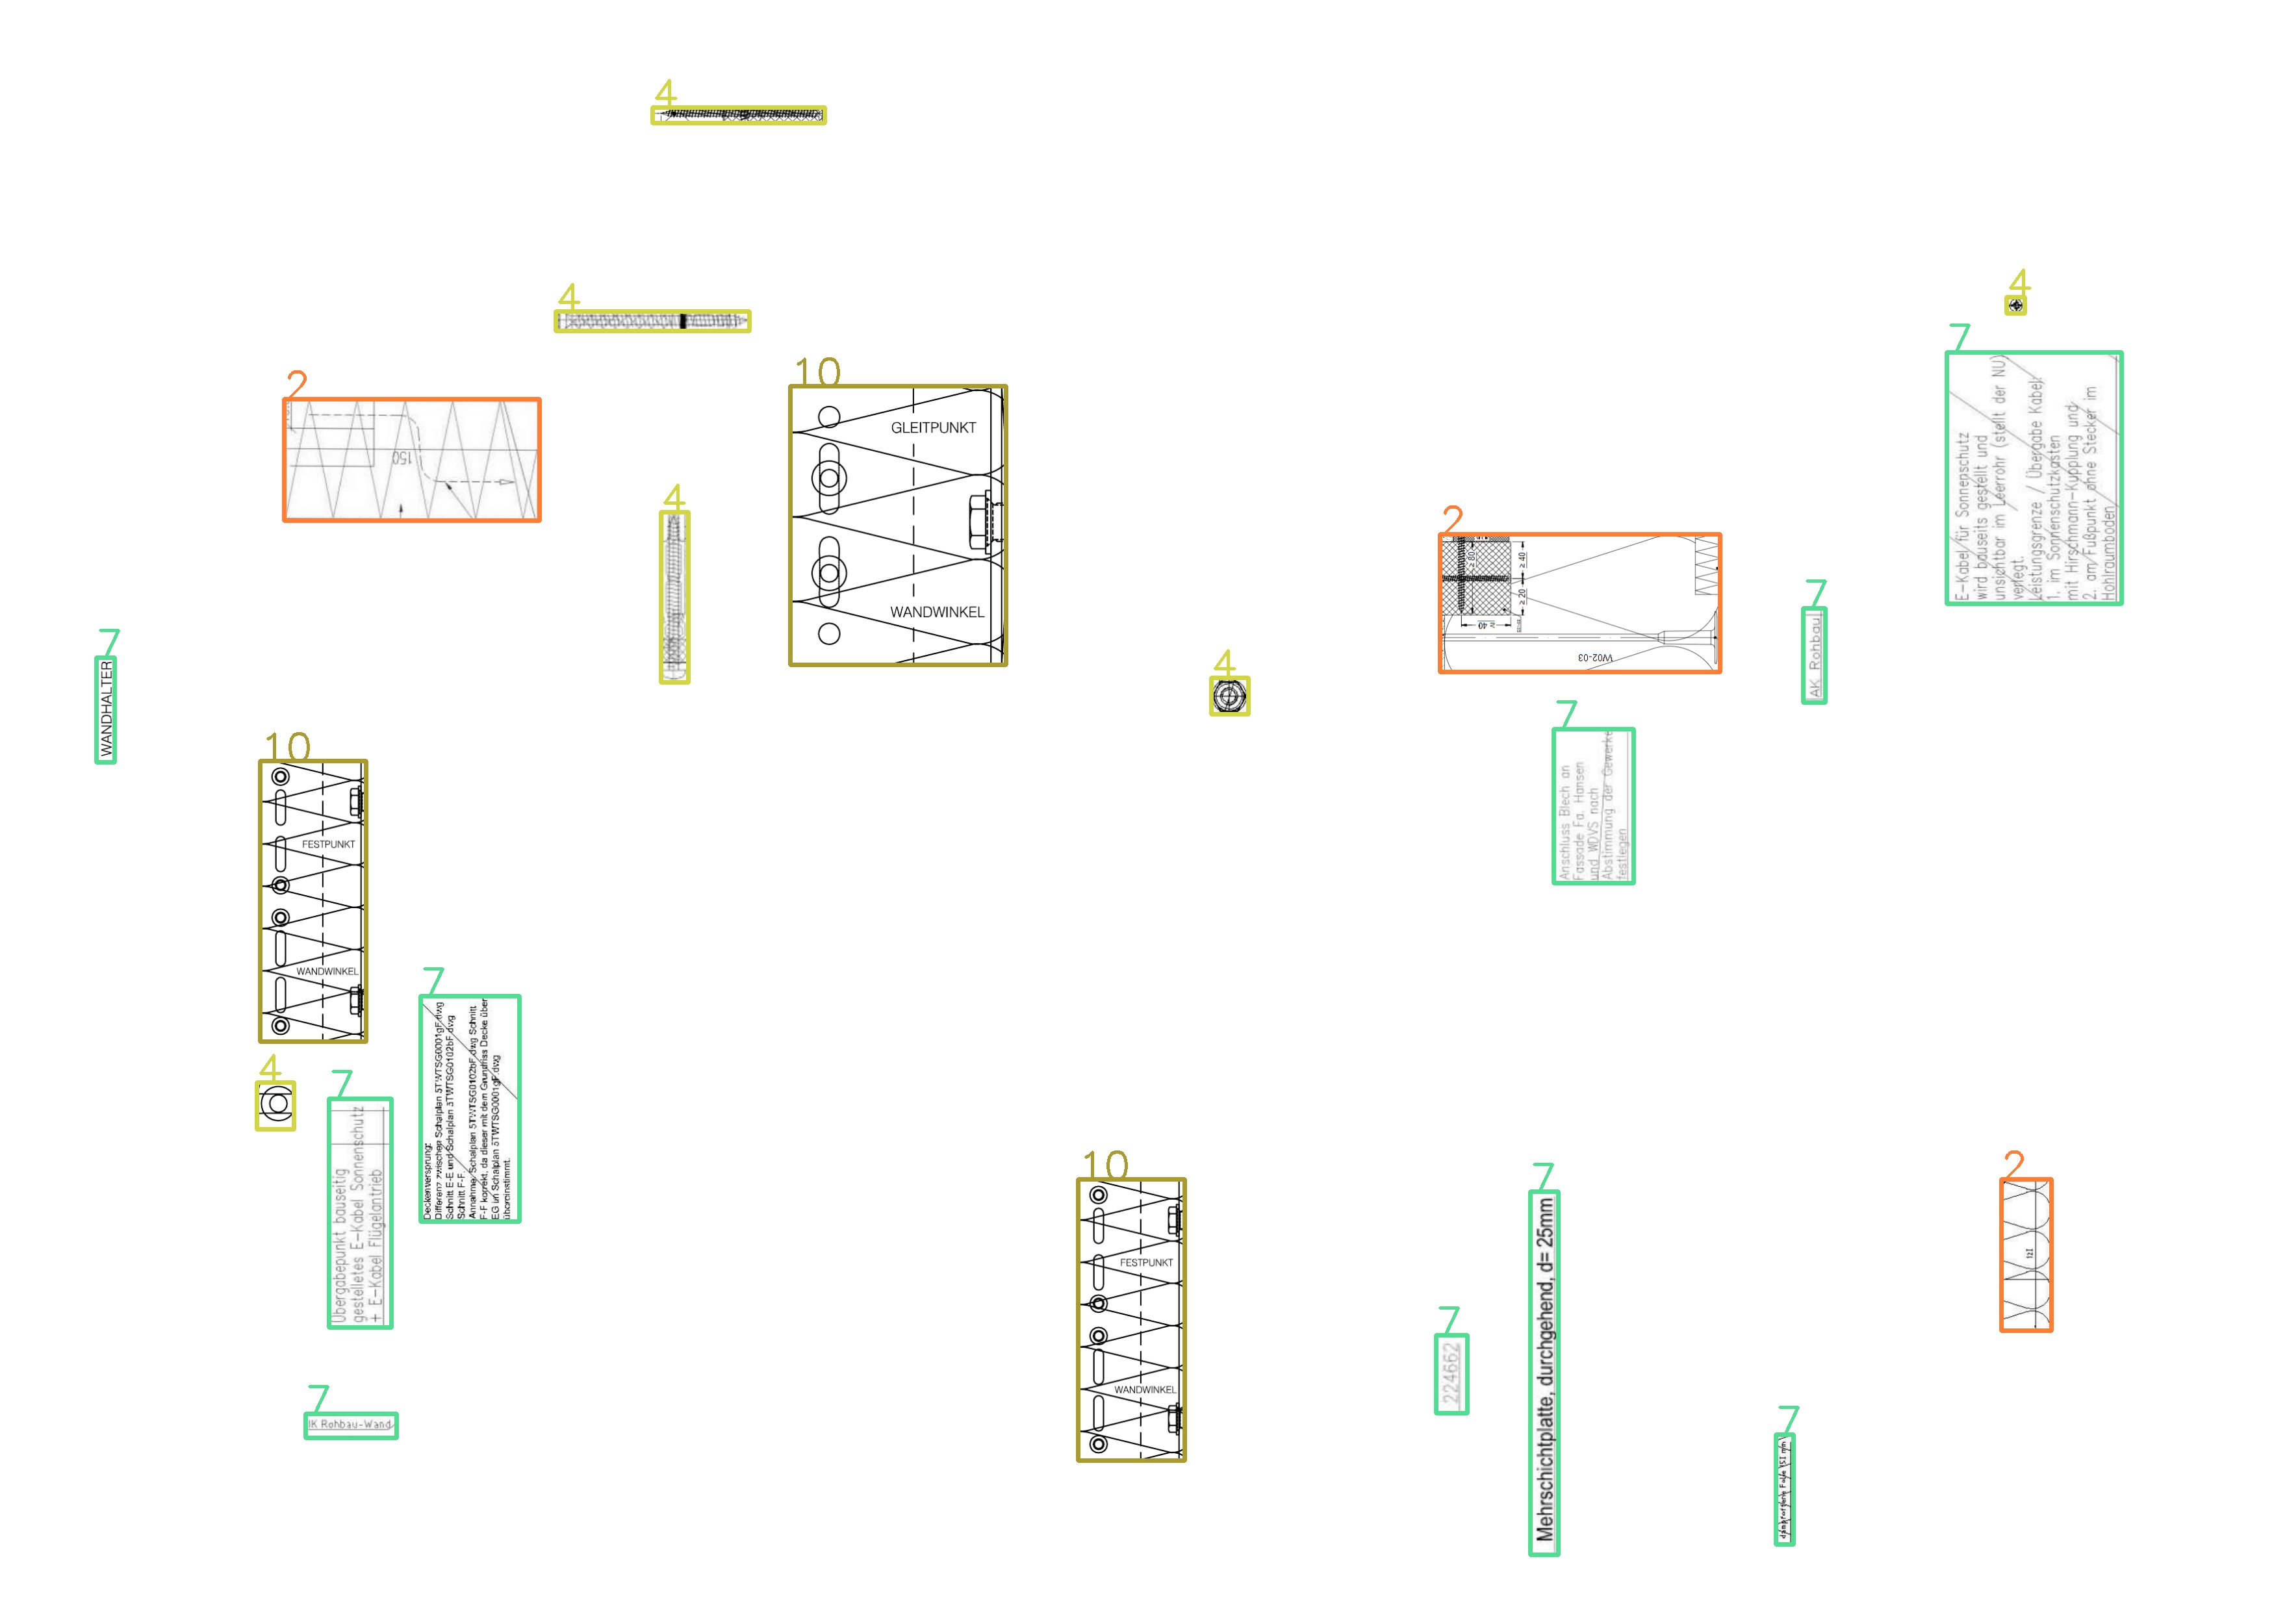 4
4
4
7
E-Kabel für Sonnenschutz
wird bauseits gestellt und
unsichtbar im Leerrohr (stellt der NU)
verlegt.
Leistungsgrenze / Übergabe Kabel:
1. im Sonnenschutzkasten
mit Hirschmann-Kupplung und
2. am Fußpunkt ohne Stecker im
Hohlraumboden
10
GLEITPUNKT
WANDWINKEL
2
150
4
2
≥ 80
≥ 40
≥ 20
≥ 40
W02-03
7
AK Rohbau
7
WANDHALTER
4
7
Anschluss Blech an
Fassade Fa. Hansen
und WDVS nach
Abstimmung der Gewerke
festlegen
10
FESTPUNKT
WANDWINKEL
7
Deckenversprung:
Differenz zwischen Schalplan 5TWTSG0001gF.dwg
Schnitt E-E und Schalplan 5TWTSG0102bF.dwg
Schnitt F-F.
Annahme: Schalplan 5TWTSG0102bF.dwg Schnitt
F-F korrekt, da dieser mit dem Grundriss Decke über
EG im Schalplan 5TWTSG0001gF.dwg
übereinstimmt.
4
7
Übergabepunkt bauseitig
gestelletes E-Kabel Sonnenschutz
+ E-Kabel Flügelantrieb
10
FESTPUNKT
WANDWINKEL
7
Mehrschichtplatte, durchgehend, d= 25mm
2
121
7
224662
7
IK Rohbau-Wand
7
dampfoffene Folie